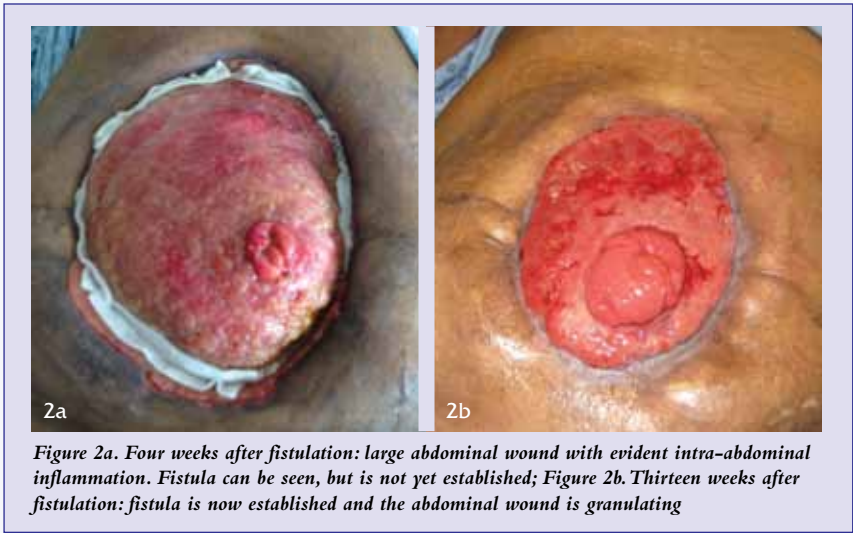 2a
2b
Figure 2a. Four weeks after fistulation: large abdominal wound with evident intra-abdominal
inflammation. Fistula can be seen, but is not yet established; Figure 2b. Thirteen weeks after
fistulation: fistula is now established and the abdominal wound is granulating